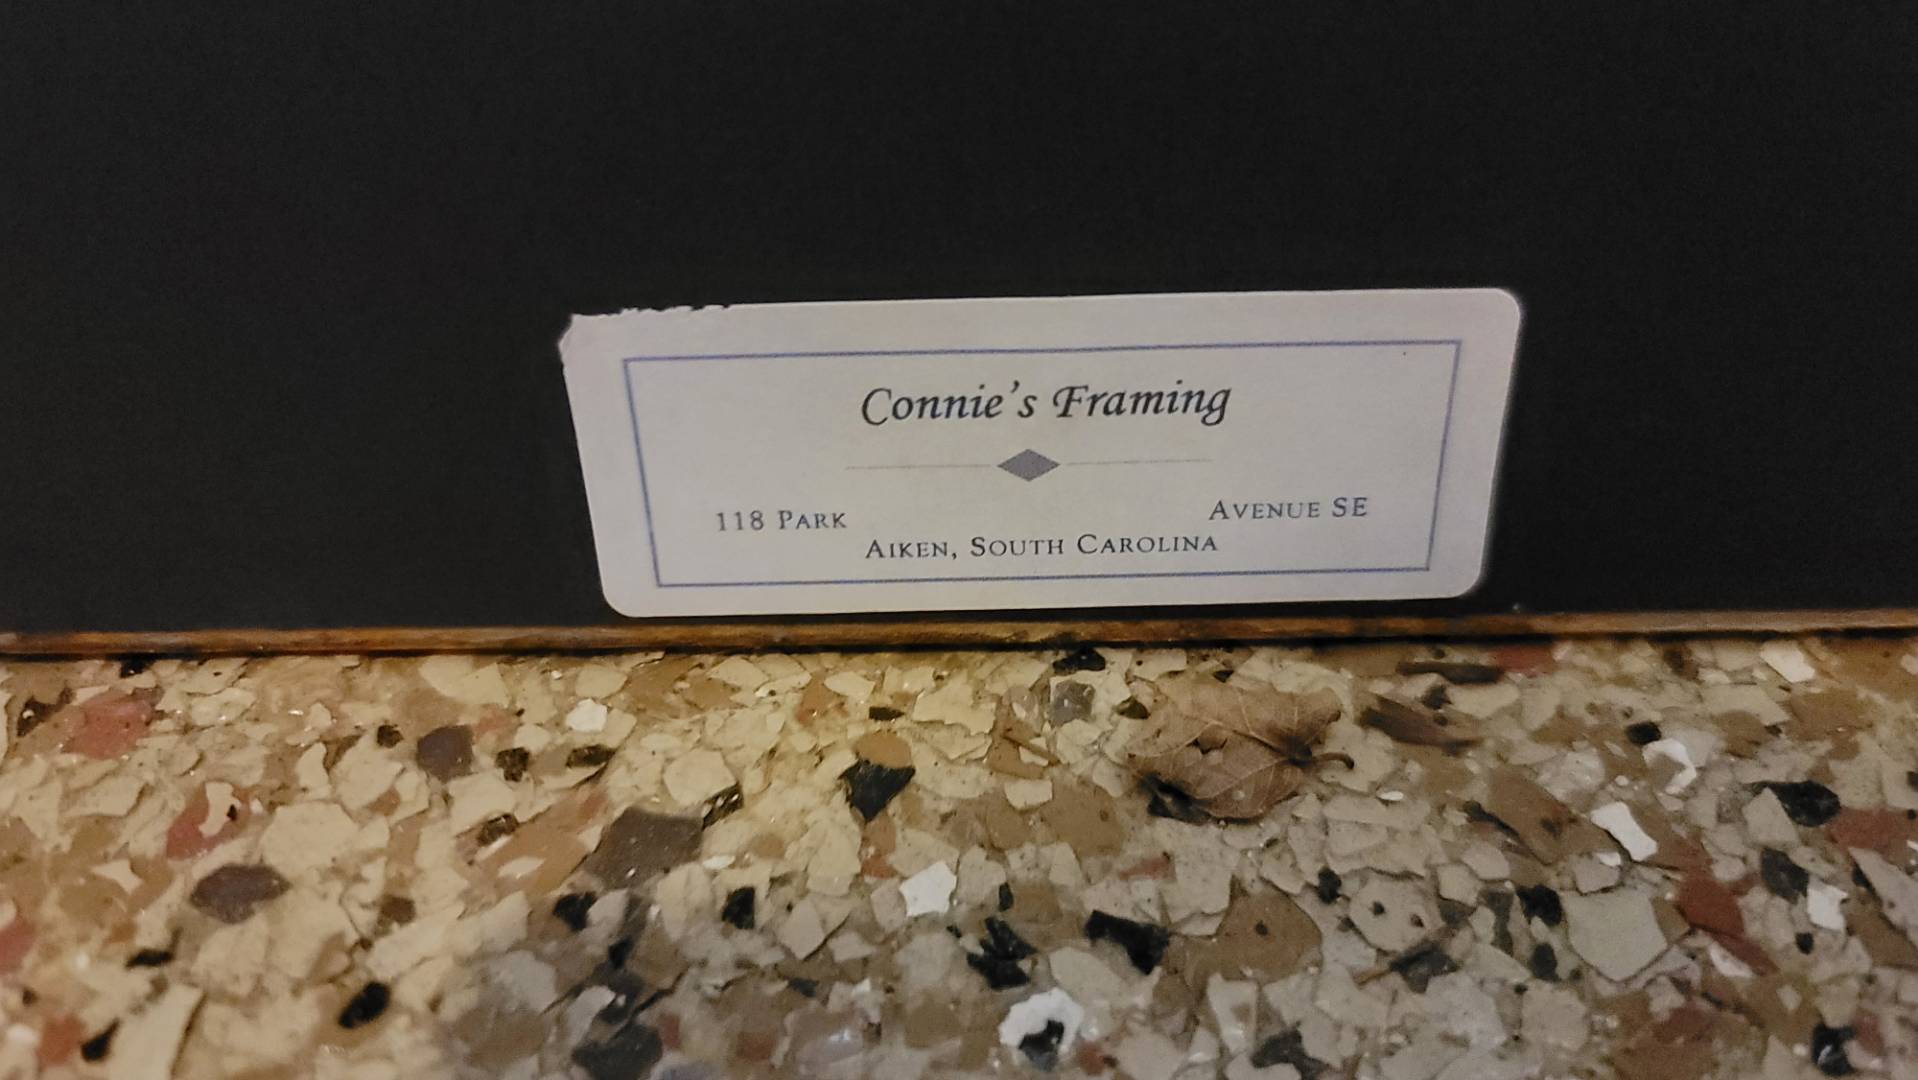 Connie's Framing
118 PARK AVENUE SE
AIKEN, SOUTH CAROLINA